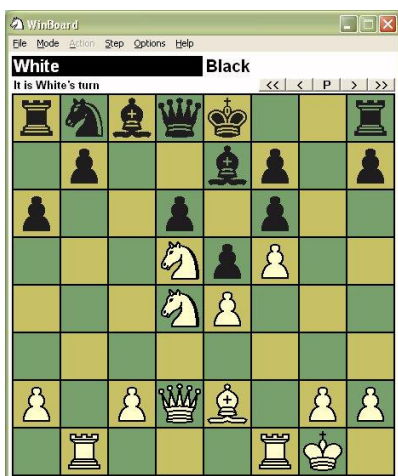 WinBoard
File Mode Action Step Options Help
White Black
It is White's turn << < P > >>